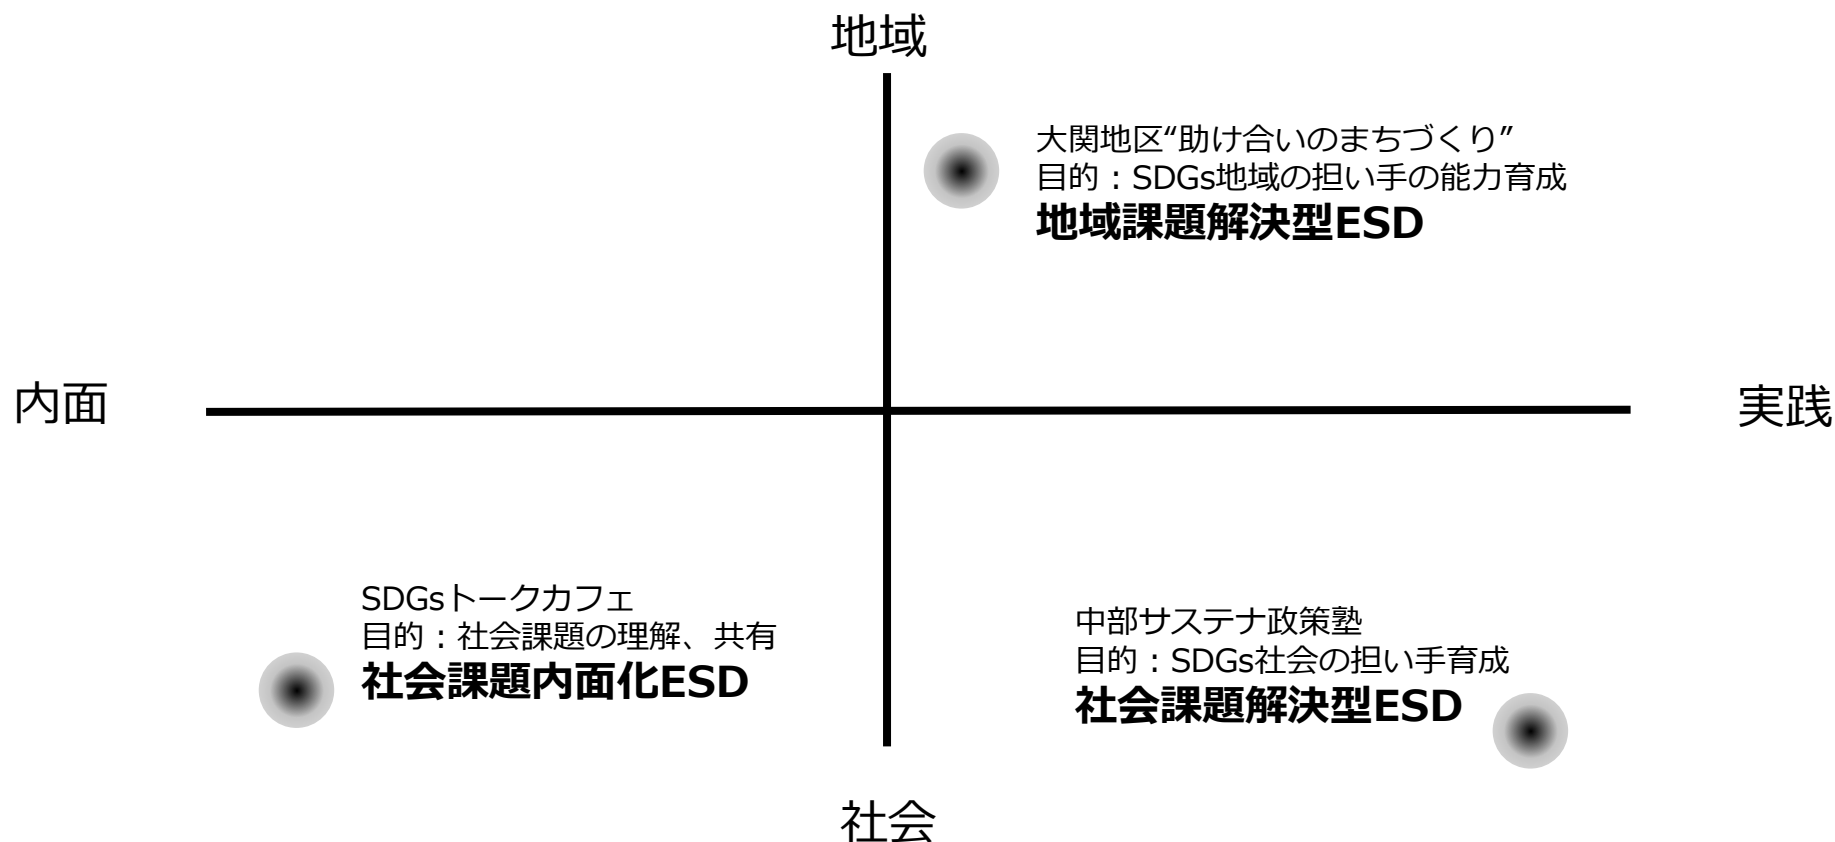 地域
大関地区“助け合いのまちづくり”
目的：SDGs地域の担い手の能力育成
地域課題解決型ESD
内面
実践
SDGsトークカフェ
目的：社会課題の理解、共有
社会課題内面化ESD
中部サステナ政策塾
目的：SDGs社会の担い手育成
社会課題解決型ESD
社会